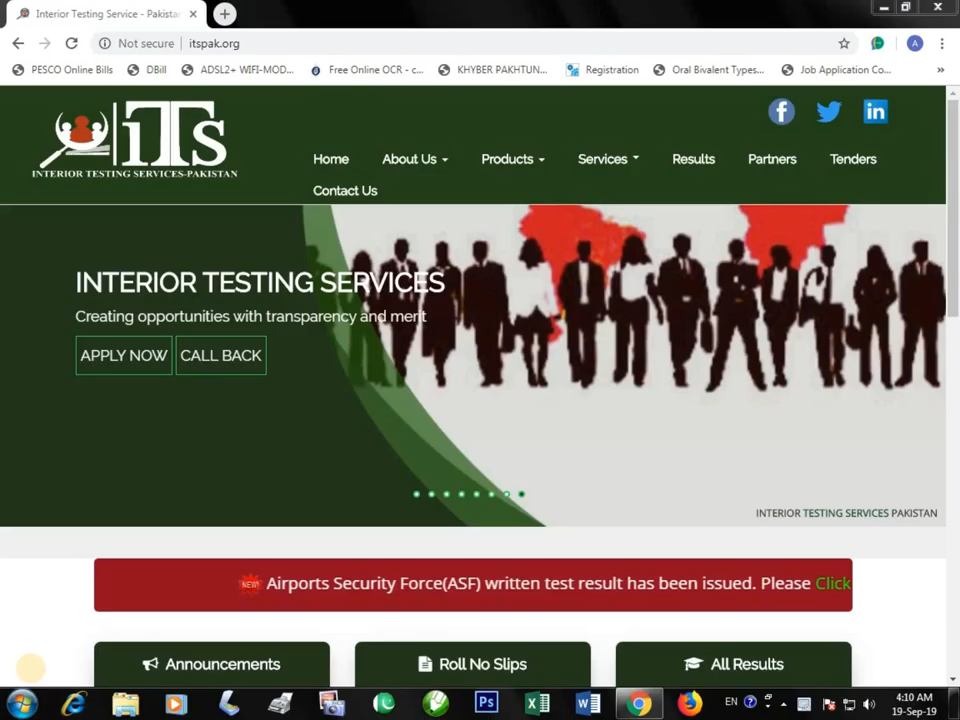 Interior Testing Service - Pakistan
Not secure itspak.org A
PESCO Online Bills DBill ADSL2+ WIFI-MOD... Free Online OCR - c... KHYBER PAKHTUN... Registration Oral Bivalent Types... Job Application Co... »
iTs
INTERIOR TESTING SERVICES-PAKISTAN
f in
Home About Us Products Services Results Partners Tenders
Contact Us
INTERIOR TESTING SERVICES
Creating opportunities with transparency and merit
APPLY NOW CALL BACK
INTERIOR TESTING SERVICES PAKISTAN
NEW! Airports Security Force(ASF) written test result has been issued. Please Click
Announcements Roll No Slips All Results
Ps EN 4:10 AM
19-Sep-19